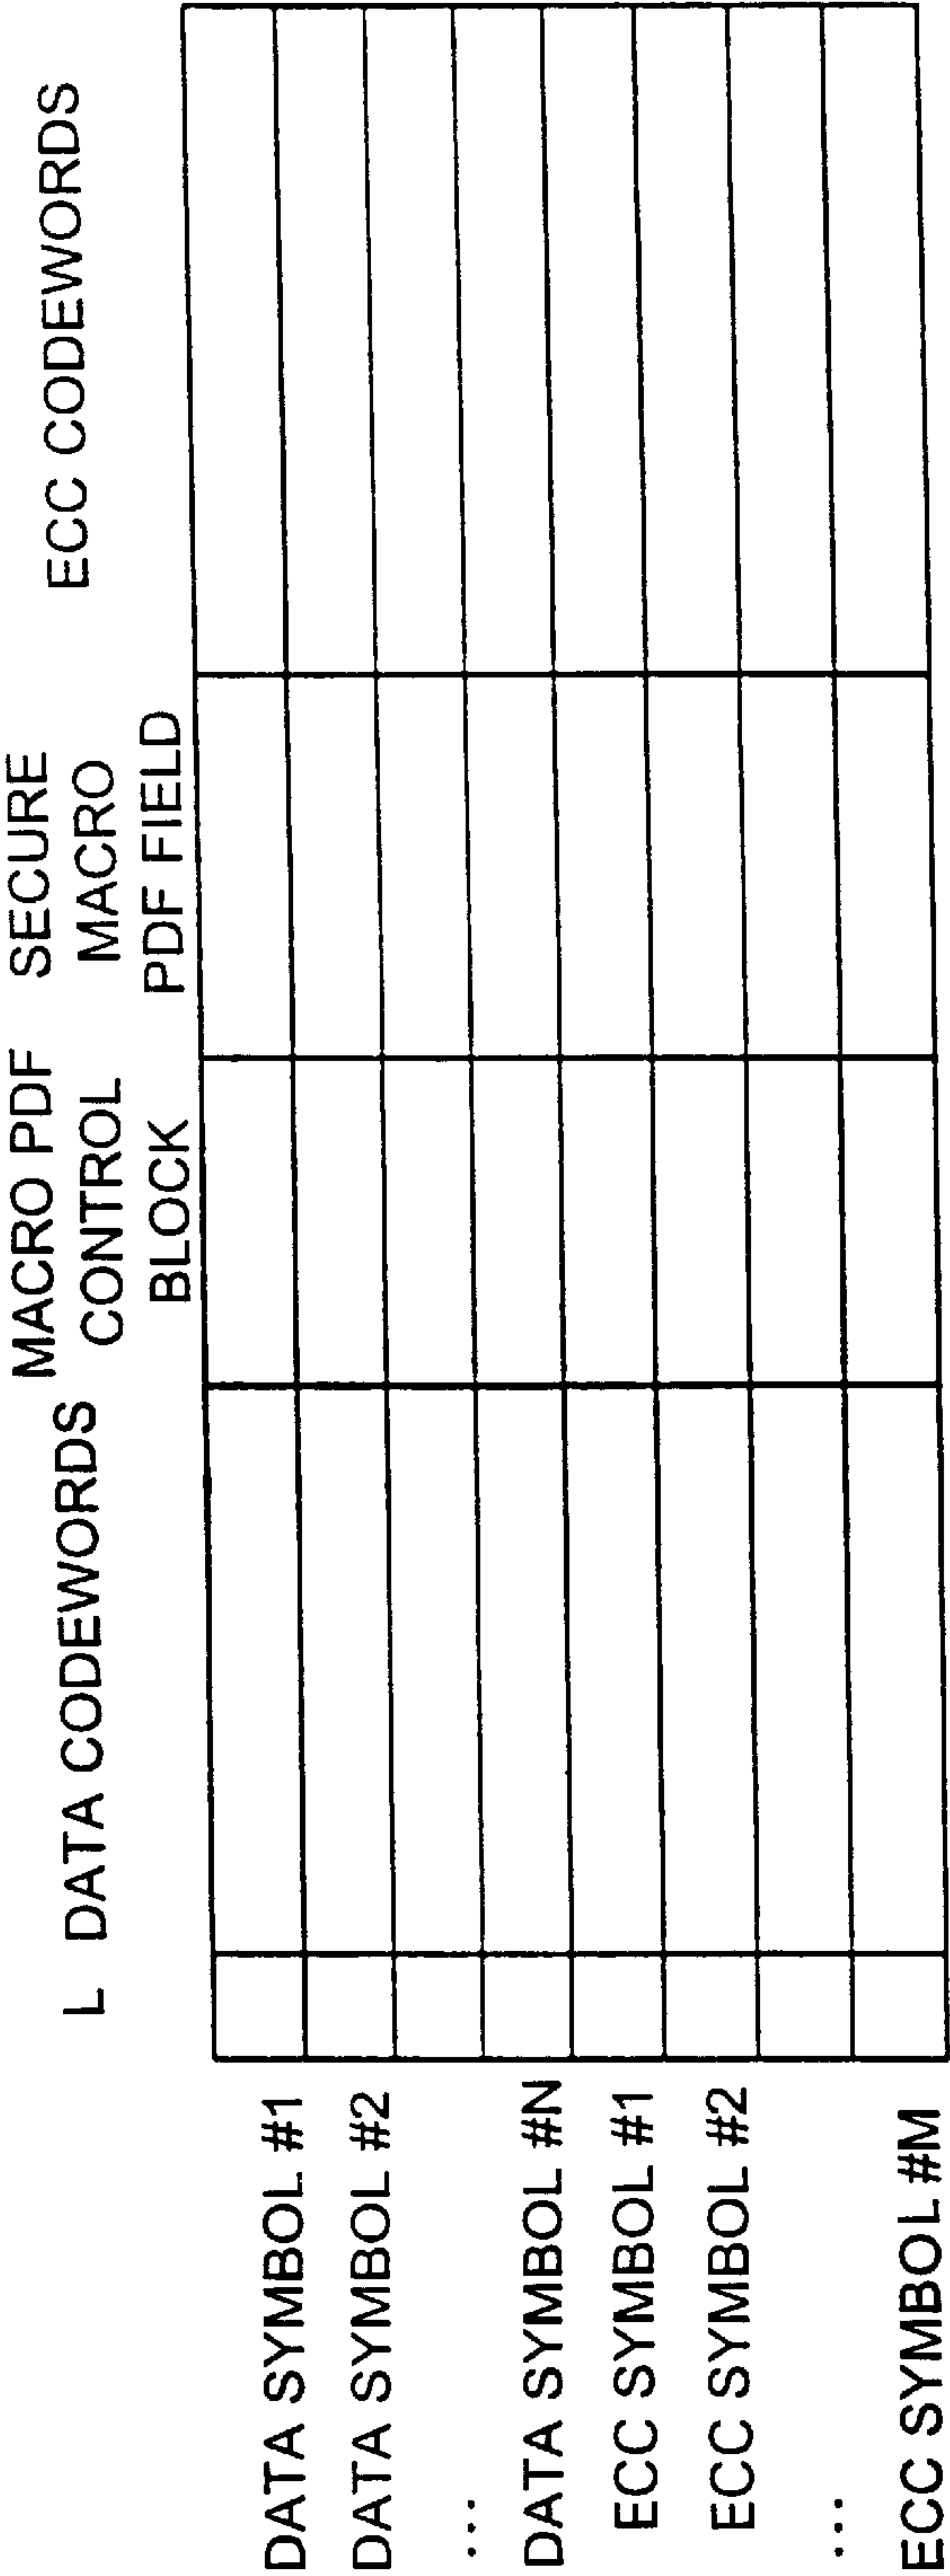 L DATA CODEWORDS
MACRO PDF
CONTROL
BLOCK
SECURE
MACRO
PDF FIELD
ECC CODEWORDS
DATA SYMBOL #1
DATA SYMBOL #2
...
DATA SYMBOL #N
ECC SYMBOL #1
ECC SYMBOL #2
...
ECC SYMBOL #M